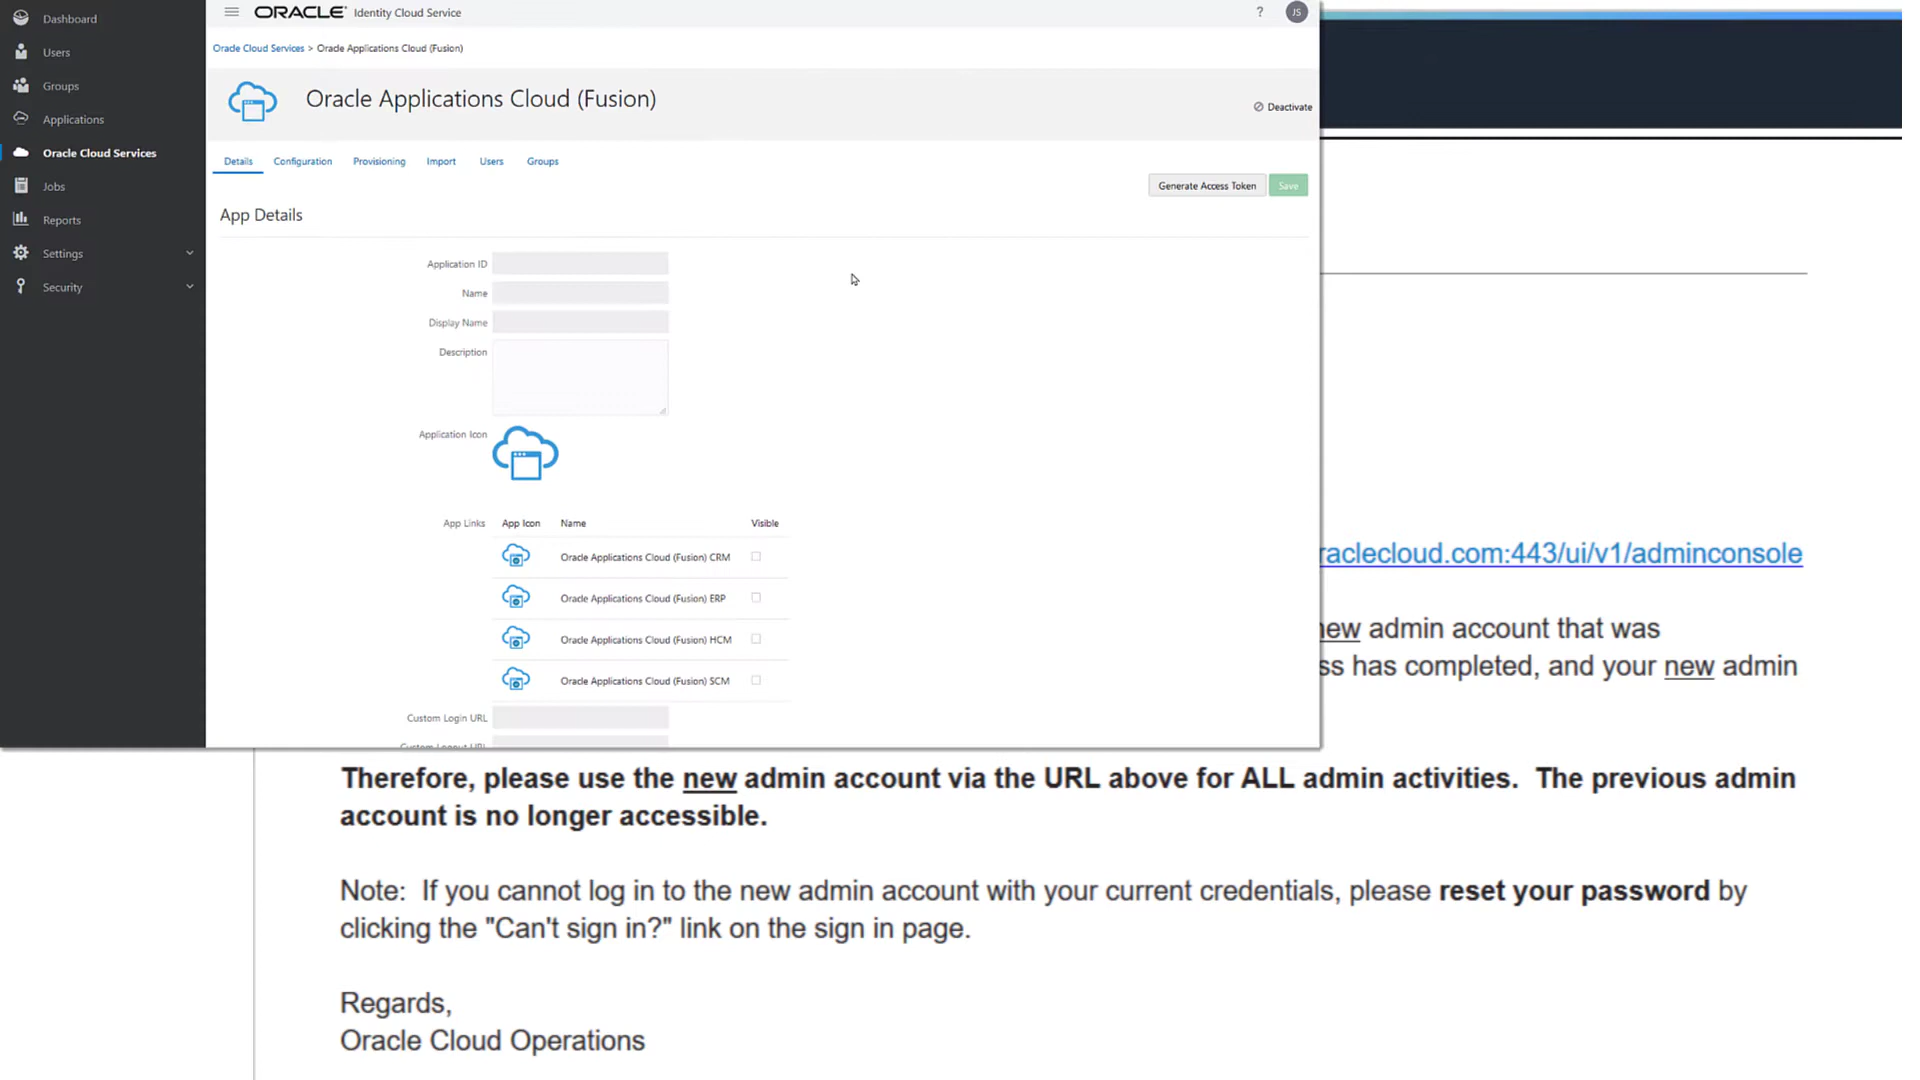 Dashboard
Users
Groups
Applications
Oracle Cloud Services
Jobs
Reports
Settings
Security
ORACLE Identity Cloud Service
? JS
Oracle Cloud Services > Oracle Applications Cloud (Fusion)
Oracle Applications Cloud (Fusion)
Deactivate
Details Configuration Provisioning Import Users Groups
Generate Access Token Save
App Details
Application ID
Name
Display Name
Description
Application Icon
App Links App Icon Name Visible
Oracle Applications Cloud (Fusion) CRM
Oracle Applications Cloud (Fusion) ERP
Oracle Applications Cloud (Fusion) HCM
Oracle Applications Cloud (Fusion) SCM
Custom Login URL
Custom Logout URL
raclecloud.com:443/ui/v1/adminconsole
new admin account that was
ss has completed, and your new admin
Therefore, please use the new admin account via the URL above for ALL admin activities. The previous admin
account is no longer accessible.
Note: If you cannot log in to the new admin account with your current credentials, please reset your password by
clicking the "Can't sign in?" link on the sign in page.
Regards,
Oracle Cloud Operations